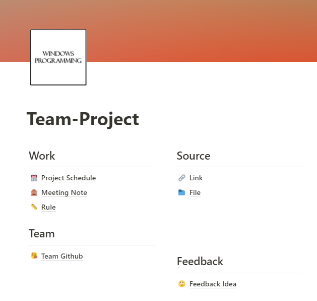 WINDOWS
PROGRAMMING
Team-Project
Work
Project Schedule
Meeting Note
Rule
Team
Team Github
Source
Link
File
Feedback
Feedback Idea